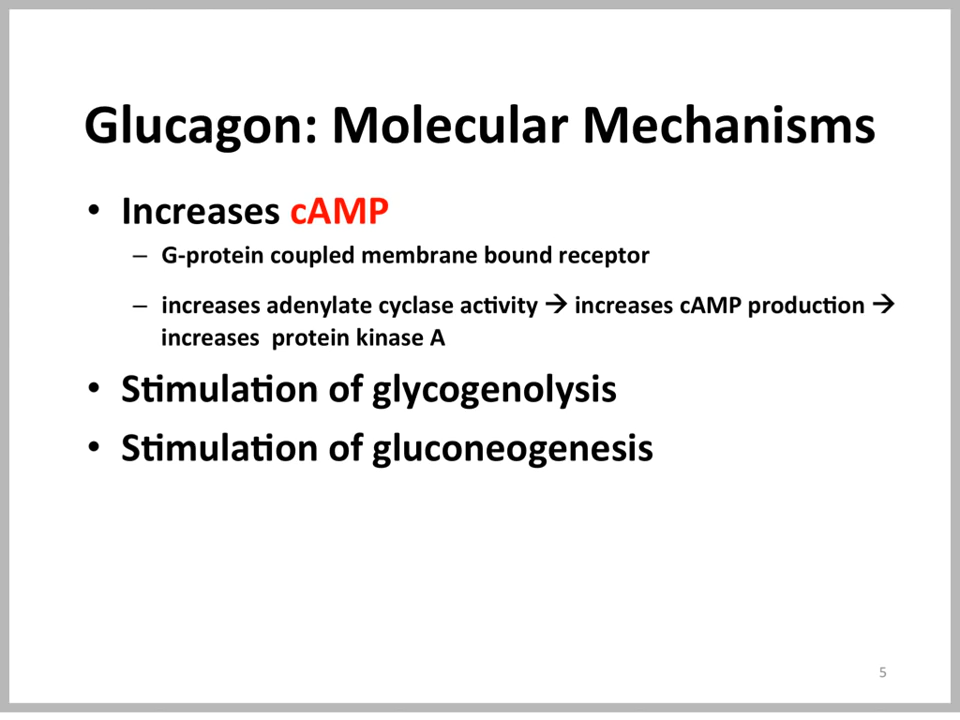 Glucagon: Molecular Mechanisms
• Increases cAMP
– G-protein coupled membrane bound receptor
– increases adenylate cyclase activity → increases cAMP production →
increases protein kinase A
• Stimulation of glycogenolysis
• Stimulation of gluconeogenesis
5